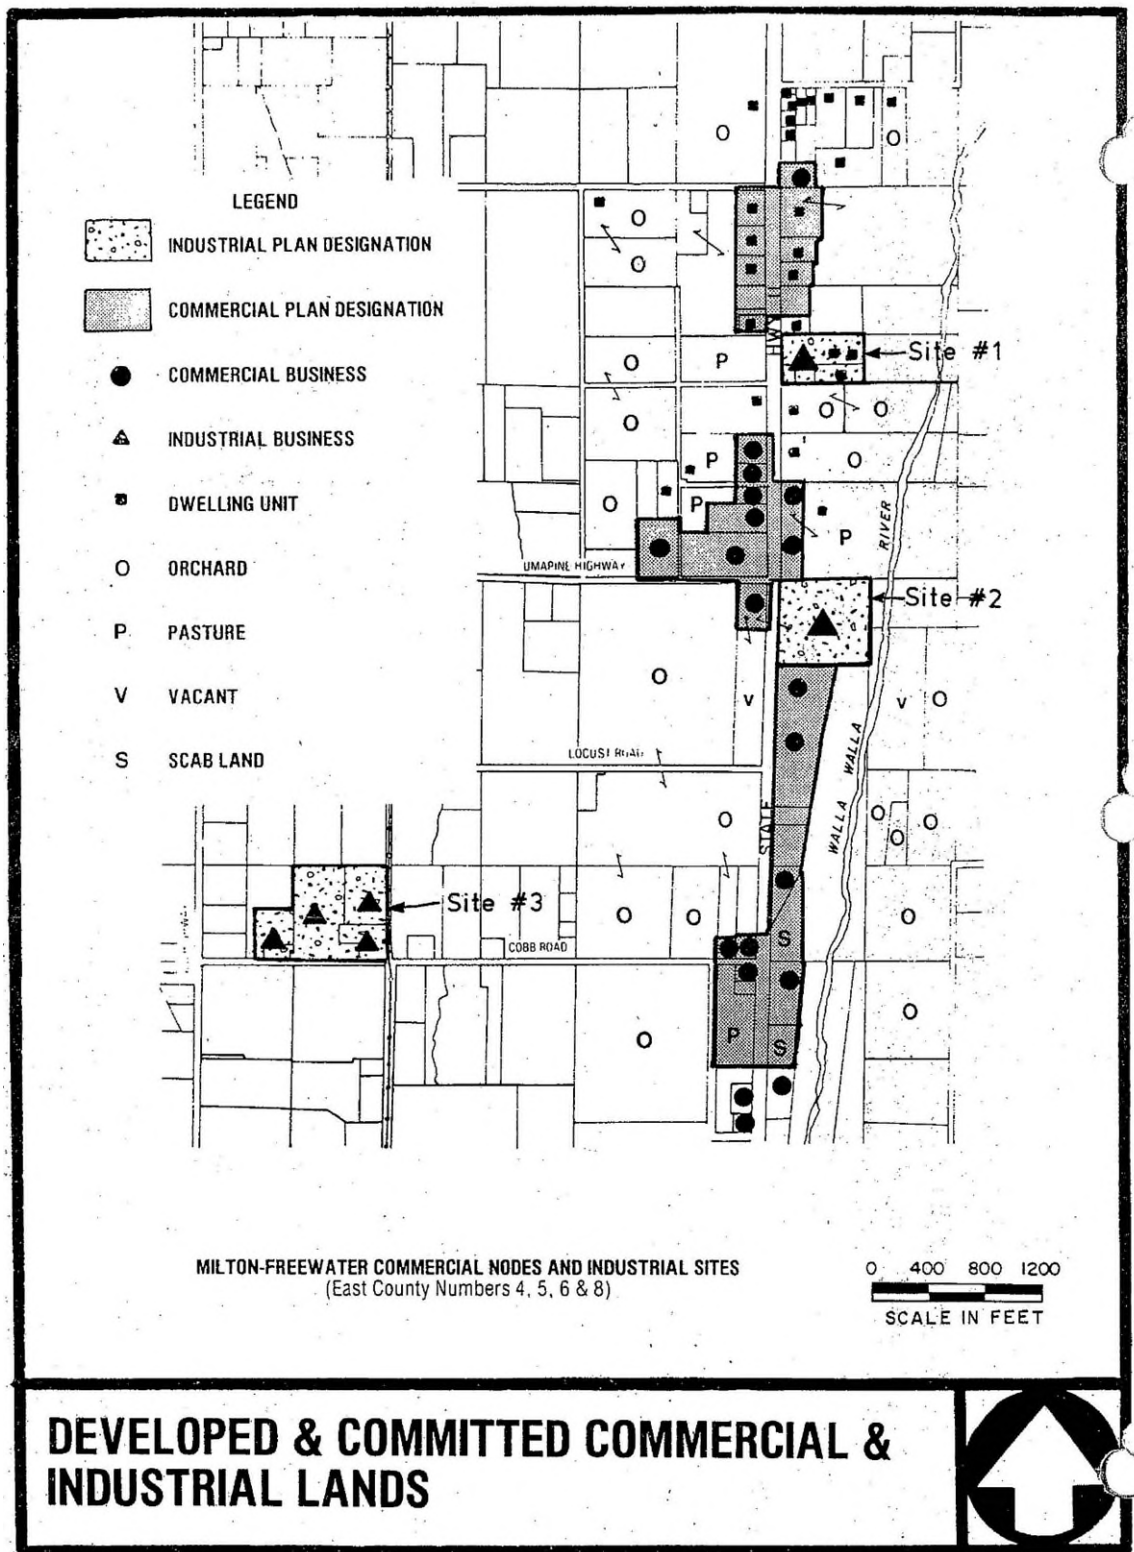 LEGEND
INDUSTRIAL PLAN DESIGNATION
COMMERCIAL PLAN DESIGNATION
COMMERCIAL BUSINESS
INDUSTRIAL BUSINESS
DWELLING UNIT
O ORCHARD
P PASTURE
V VACANT
S SCAB LAND
O
O
O
O
HWY
Site #1
O
P
O
O
O
P
O
O
P
P
RIVER
UMAPINE HIGHWAY
Site #2
O
V
V
O
LOCUST ROAD
WALLA WALLA
STATE
O
O
O
O
Site #3
O
O
O
COBB ROAD
S
O
P
S
O
MILTON-FREEWATER COMMERCIAL NODES AND INDUSTRIAL SITES
(East County Numbers 4, 5, 6 & 8)
0 400 800 1200
SCALE IN FEET
DEVELOPED & COMMITTED COMMERCIAL &
INDUSTRIAL LANDS